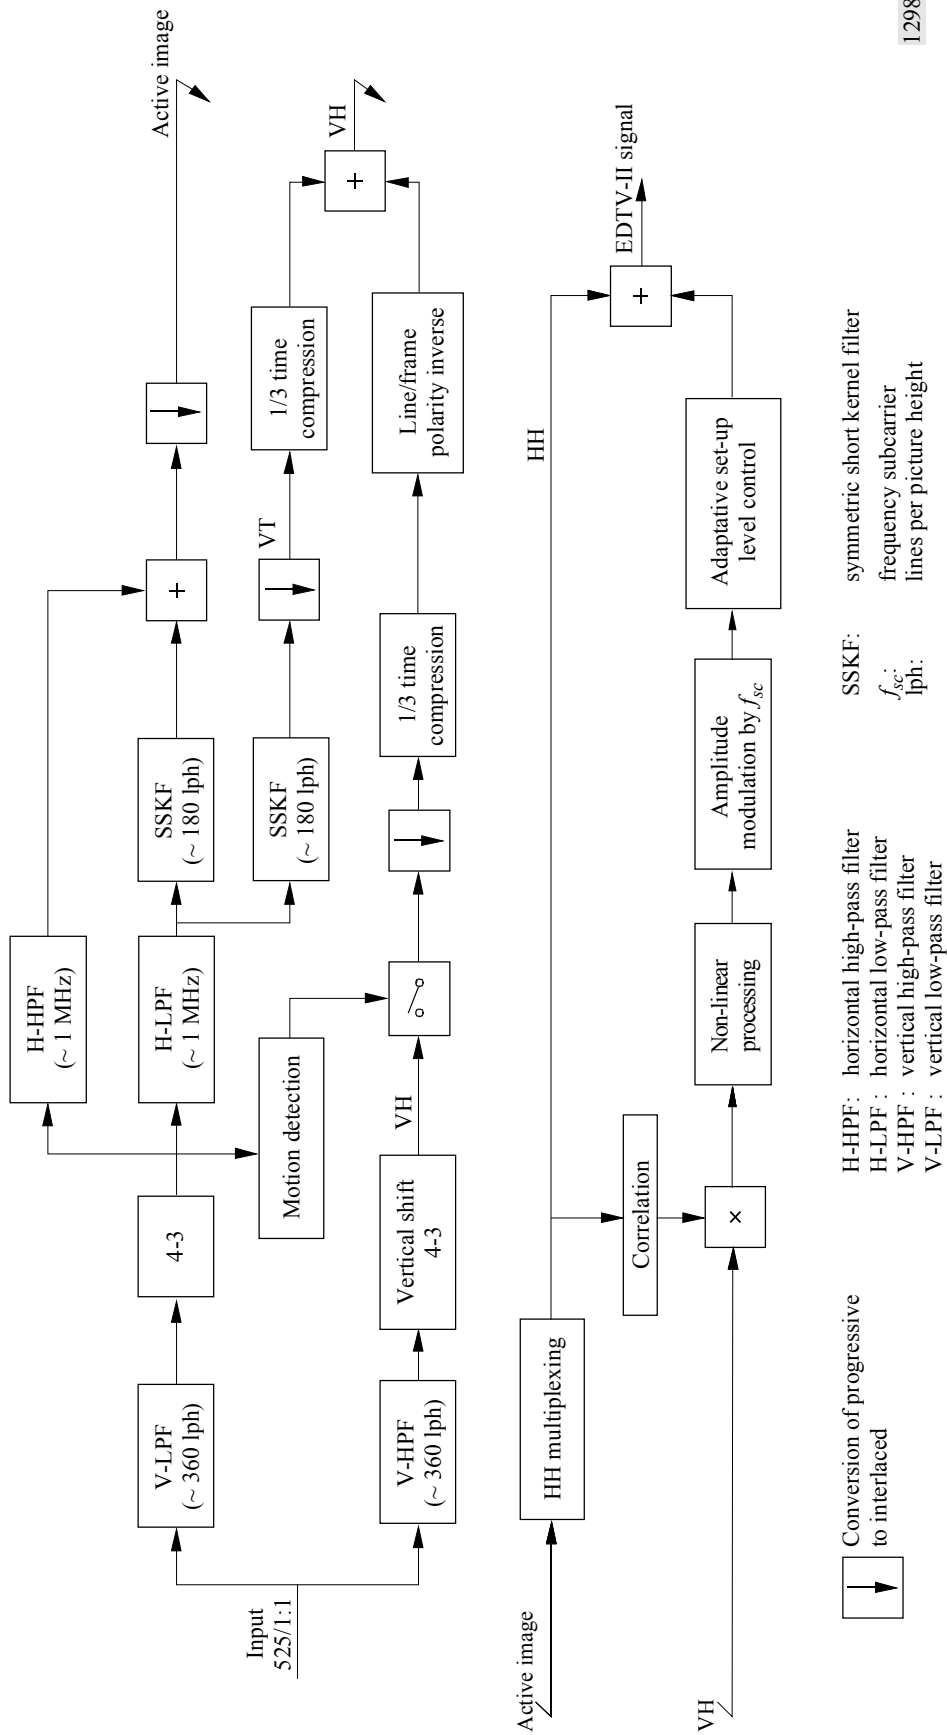 Input
525/1:1
V-LPF
(~ 360 lph)
4-3
H-HPF
(~ 1 MHz)
H-LPF
(~ 1 MHz)
SSKF
(~ 180 lph)
+
Active image
SSKF
(~ 180 lph)
VT
1/3 time
compression
Motion detection
V-HPF
(~ 360 lph)
Vertical shift
4-3
VH
1/3 time
compression
Line/frame
polarity inverse
+
VH
Active image
HH multiplexing
HH
Correlation
VH
×
Non-linear
processing
Amplitude
modulation by fsc
Adaptative set-up
level control
+
EDTV-II signal
Conversion of progressive
to interlaced
H-HPF: horizontal high-pass filter
H-LPF : horizontal low-pass filter
V-HPF : vertical high-pass filter
V-LPF : vertical low-pass filter
SSKF: symmetric short kernel filter
fsc: frequency subcarrier
lph: lines per picture height
1298